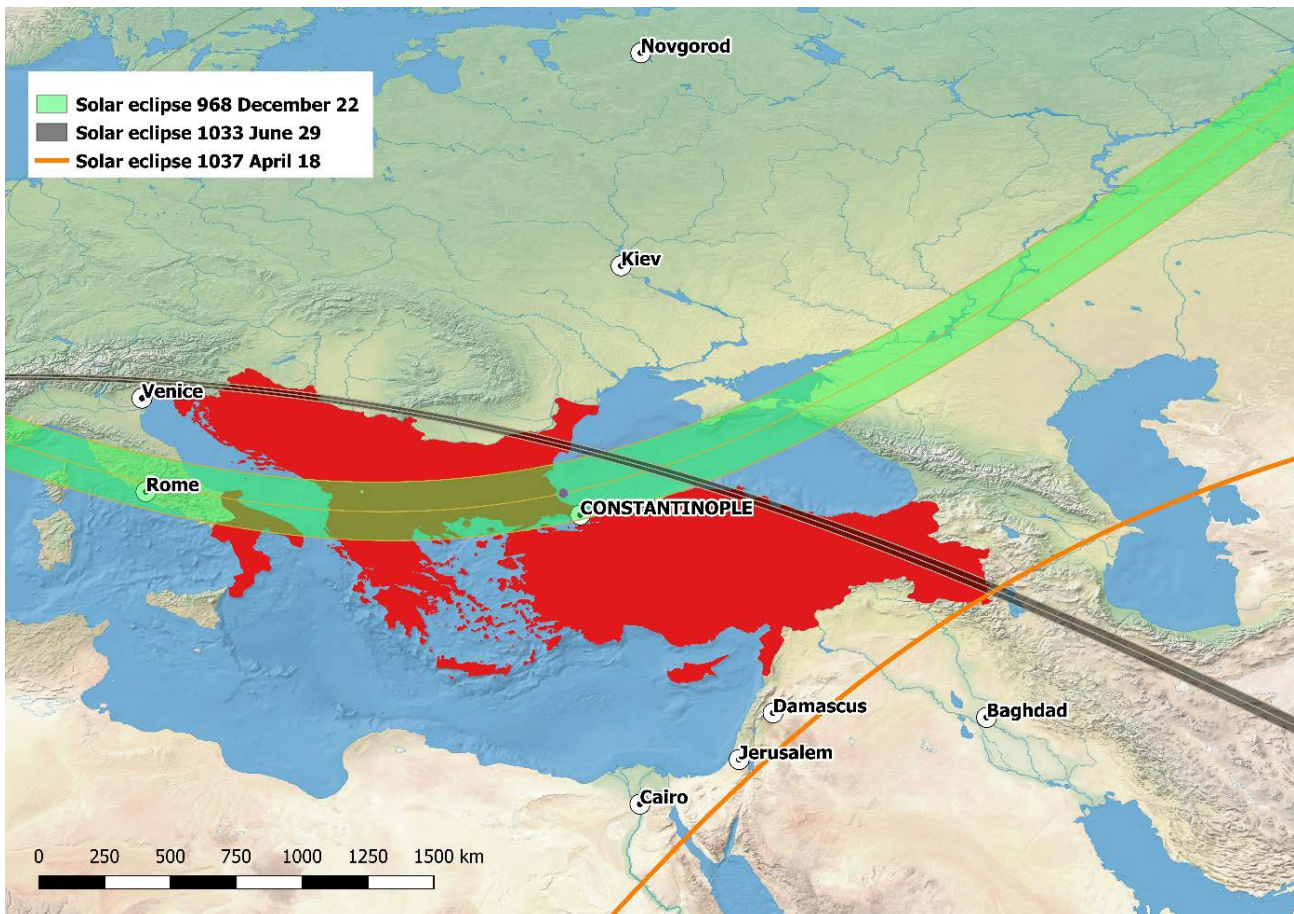 Novgorod
Solar eclipse 968 December 22
Solar eclipse 1033 June 29
Solar eclipse 1037 April 18
Kiev
Venice
Rome
CONSTANTINOPLE
Damascus
Baghdad
Jerusalem
Cairo
0 250 500 750 1000 1250 1500 km